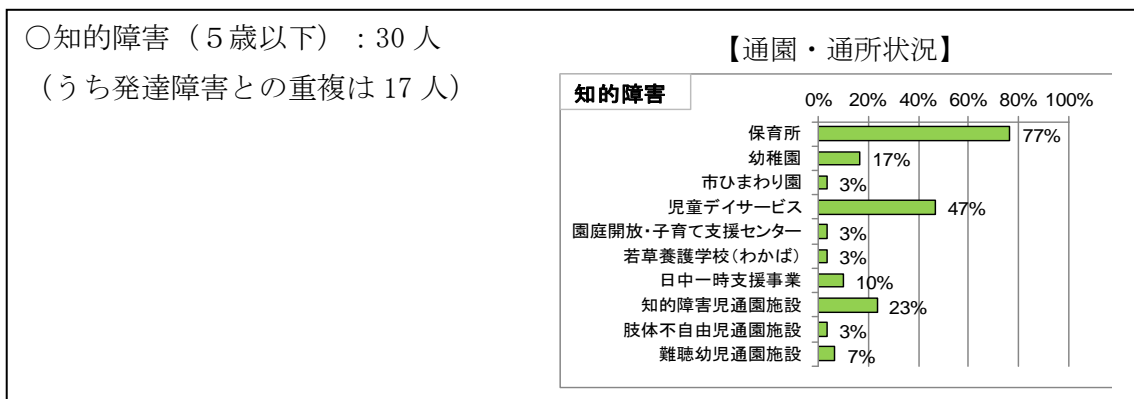 ○知的障害（５歳以下）：30 人
（うち発達障害との重複は 17 人）
【通園・通所状況】
知的障害
0% 20% 40% 60% 80% 100%
保育所 77%
幼稚園 17%
市ひまわり園 3%
児童デイサービス 47%
園庭開放・子育て支援センター 3%
若草養護学校（わかば） 3%
日中一時支援事業 10%
知的障害児通園施設 23%
肢体不自由児通園施設 3%
難聴幼児通園施設 7%